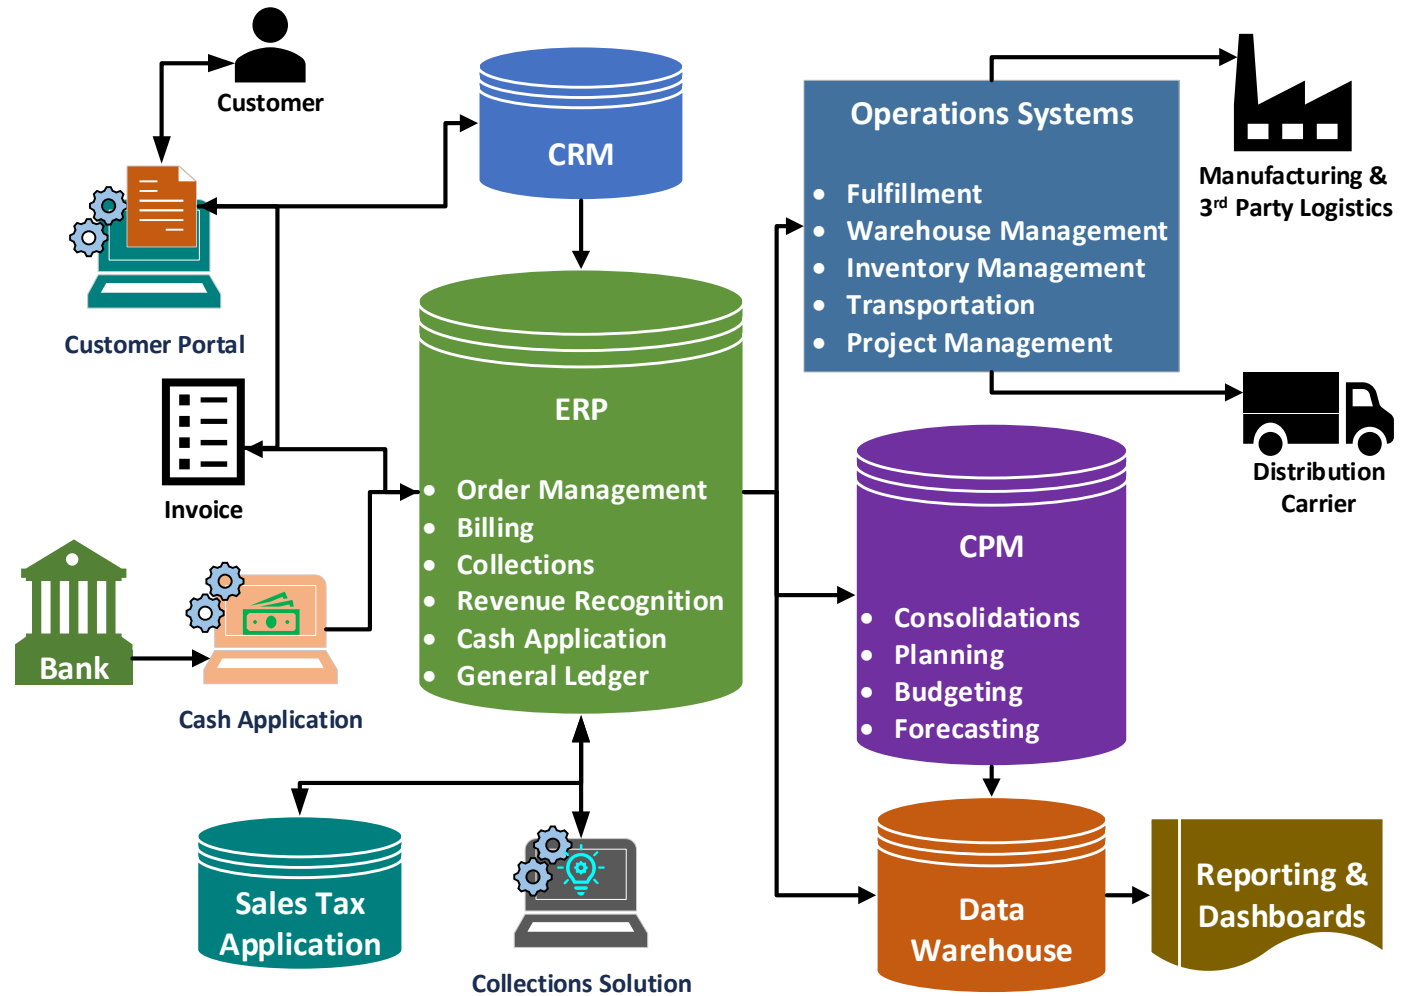 Customer
CRM
Operations Systems
• Fulfillment
• Warehouse Management
• Inventory Management
• Transportation
• Project Management
Manufacturing &
3rd Party Logistics
Customer Portal
Invoice
ERP
• Order Management
• Billing
• Collections
• Revenue Recognition
• Cash Application
• General Ledger
Distribution
Carrier
CPM
• Consolidations
• Planning
• Budgeting
• Forecasting
Bank
Cash Application
Sales Tax
Application
Collections Solution
Data
Warehouse
Reporting &
Dashboards